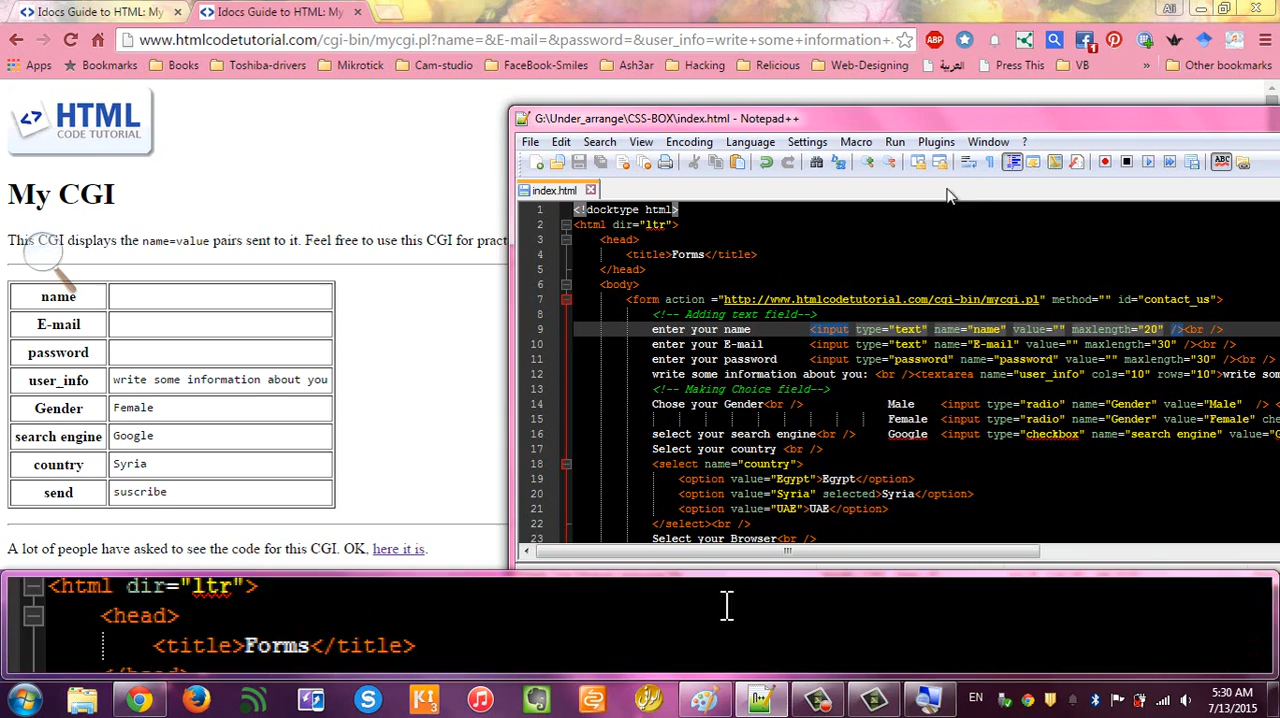 Idocs Guide to HTML: My
Idocs Guide to HTML: My
Ali
www.htmlcodetutorial.com/cgi-bin/mycgi.pl?name=&E-mail=&password=&user_info=write+some+information+
ABP
1
Apps Bookmarks Books Toshiba-drivers Mikrotick Cam-studio FaceBook-Smiles Ash3ar Hacking Relicious Web-Designing العربية Press This VB » Other bookmarks
HTML
CODE TUTORIAL
My CGI
This CGI displays the name=value pairs sent to it. Feel free to use this CGI for pract
name
E-mail
password
user_info write some information about you
Gender Female
search engine Google
country Syria
send suscribe
A lot of people have asked to see the code for this CGI. OK, here it is.
G:\Under_arrange\CSS-BOX\index.html - Notepad++
File Edit Search View Encoding Language Settings Macro Run Plugins Window ?
ABC
index.html
1 <!docktype html>
2 <html dir="ltr">
3 <head>
4 <title>Forms</title>
5 </head>
6 <body>
7 <form action ="http://www.htmlcodetutorial.com/cgi-bin/mycgi.pl" method="" id="contact_us">
8 <!-- Adding text field-->
9 enter your name <input type="text" name="name" value="" maxlength="20" /><br />
10 enter your E-mail <input type="text" name="E-mail" value="" maxlength="30" /><br />
11 enter your password <input type="password" name="password" value="" maxlength="30" /><br />
12 write some information about you: <br /><textarea name="user_info" cols="10" rows="10">write som
13 <!-- Making Choice field-->
14 Chose your Gender<br /> Male <input type="radio" name="Gender" value="Male" /> <
15 Female <input type="radio" name="Gender" value="Female" che
16 select your search engine<br /> Google <input type="checkbox" name="search engine" value="G
17 Select your country <br />
18 <select name="country">
19 <option value="Egypt">Egypt</option>
20 <option value="Syria" selected>Syria</option>
21 <option value="UAE">UAE</option>
22 </select><br />
23 Select your Browser<br />
<html dir="ltr">
<head>
<title>Forms</title>
</head>
EN
5:30 AM
7/13/2015